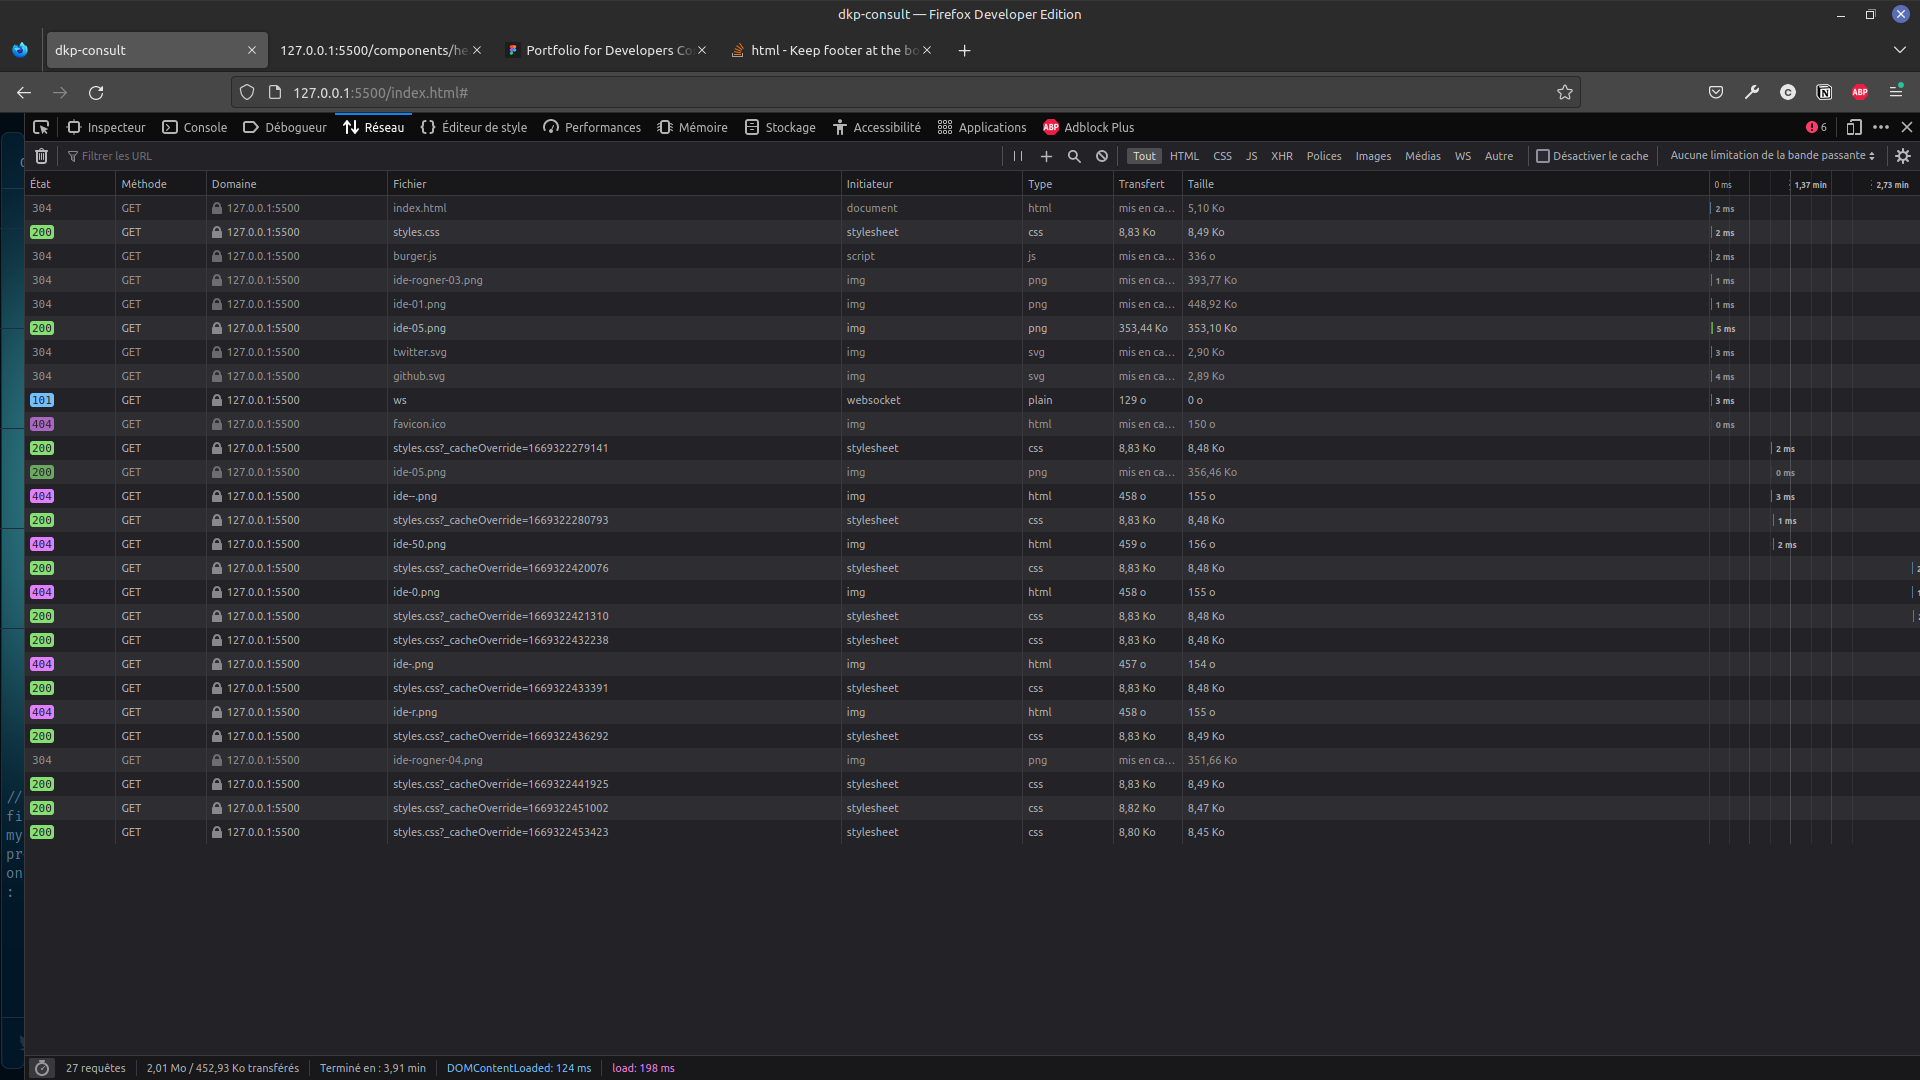 dkp-consult — Firefox Developer Edition
dkp-consult
127.0.0.1:5500/components/he
Portfolio for Developers Co
html - Keep footer at the bo
127.0.0.1:5500/index.html#
Inspecteur Console Débogueur Réseau Éditeur de style Performances Mémoire Stockage Accessibilité Applications ABP Adblock Plus 6
Filtrer les URL Tout HTML CSS JS XHR Polices Images Médias WS Autre Désactiver le cache Aucune limitation de la bande passante
État Méthode Domaine Fichier Initiateur Type Transfert Taille 0 ms 1,37 min 2,73 min
304 GET 127.0.0.1:5500 index.html document html mis en ca… 5,10 Ko 2 ms
200 GET 127.0.0.1:5500 styles.css stylesheet css 8,83 Ko 8,49 Ko 2 ms
304 GET 127.0.0.1:5500 burger.js script js mis en ca… 336 o 2 ms
304 GET 127.0.0.1:5500 ide-rogner-03.png img png mis en ca… 393,77 Ko 1 ms
304 GET 127.0.0.1:5500 ide-01.png img png mis en ca… 448,92 Ko 1 ms
200 GET 127.0.0.1:5500 ide-05.png img png 353,44 Ko 353,10 Ko 5 ms
304 GET 127.0.0.1:5500 twitter.svg img svg mis en ca… 2,90 Ko 3 ms
304 GET 127.0.0.1:5500 github.svg img svg mis en ca… 2,89 Ko 4 ms
101 GET 127.0.0.1:5500 ws websocket plain 129 o 0 o 3 ms
404 GET 127.0.0.1:5500 favicon.ico img html mis en ca… 150 o 0 ms
200 GET 127.0.0.1:5500 styles.css?_cacheOverride=1669322279141 stylesheet css 8,83 Ko 8,48 Ko 2 ms
200 GET 127.0.0.1:5500 ide-05.png img png mis en ca… 356,46 Ko 0 ms
404 GET 127.0.0.1:5500 ide--.png img html 458 o 155 o 3 ms
200 GET 127.0.0.1:5500 styles.css?_cacheOverride=1669322280793 stylesheet css 8,83 Ko 8,48 Ko 1 ms
404 GET 127.0.0.1:5500 ide-50.png img html 459 o 156 o 2 ms
200 GET 127.0.0.1:5500 styles.css?_cacheOverride=1669322420076 stylesheet css 8,83 Ko 8,48 Ko
404 GET 127.0.0.1:5500 ide-0.png img html 458 o 155 o
200 GET 127.0.0.1:5500 styles.css?_cacheOverride=1669322421310 stylesheet css 8,83 Ko 8,48 Ko
200 GET 127.0.0.1:5500 styles.css?_cacheOverride=1669322432238 stylesheet css 8,83 Ko 8,48 Ko
404 GET 127.0.0.1:5500 ide-.png img html 457 o 154 o
200 GET 127.0.0.1:5500 styles.css?_cacheOverride=1669322433391 stylesheet css 8,83 Ko 8,48 Ko
404 GET 127.0.0.1:5500 ide-r.png img html 458 o 155 o
200 GET 127.0.0.1:5500 styles.css?_cacheOverride=1669322436292 stylesheet css 8,83 Ko 8,49 Ko
304 GET 127.0.0.1:5500 ide-rogner-04.png img png mis en ca… 351,66 Ko
200 GET 127.0.0.1:5500 styles.css?_cacheOverride=1669322441925 stylesheet css 8,83 Ko 8,49 Ko
200 GET 127.0.0.1:5500 styles.css?_cacheOverride=1669322451002 stylesheet css 8,82 Ko 8,47 Ko
200 GET 127.0.0.1:5500 styles.css?_cacheOverride=1669322453423 stylesheet css 8,80 Ko 8,45 Ko
//
fi
my
pr
on
:
27 requêtes 2,01 Mo / 452,93 Ko transférés Terminé en : 3,91 min DOMContentLoaded: 124 ms load: 198 ms